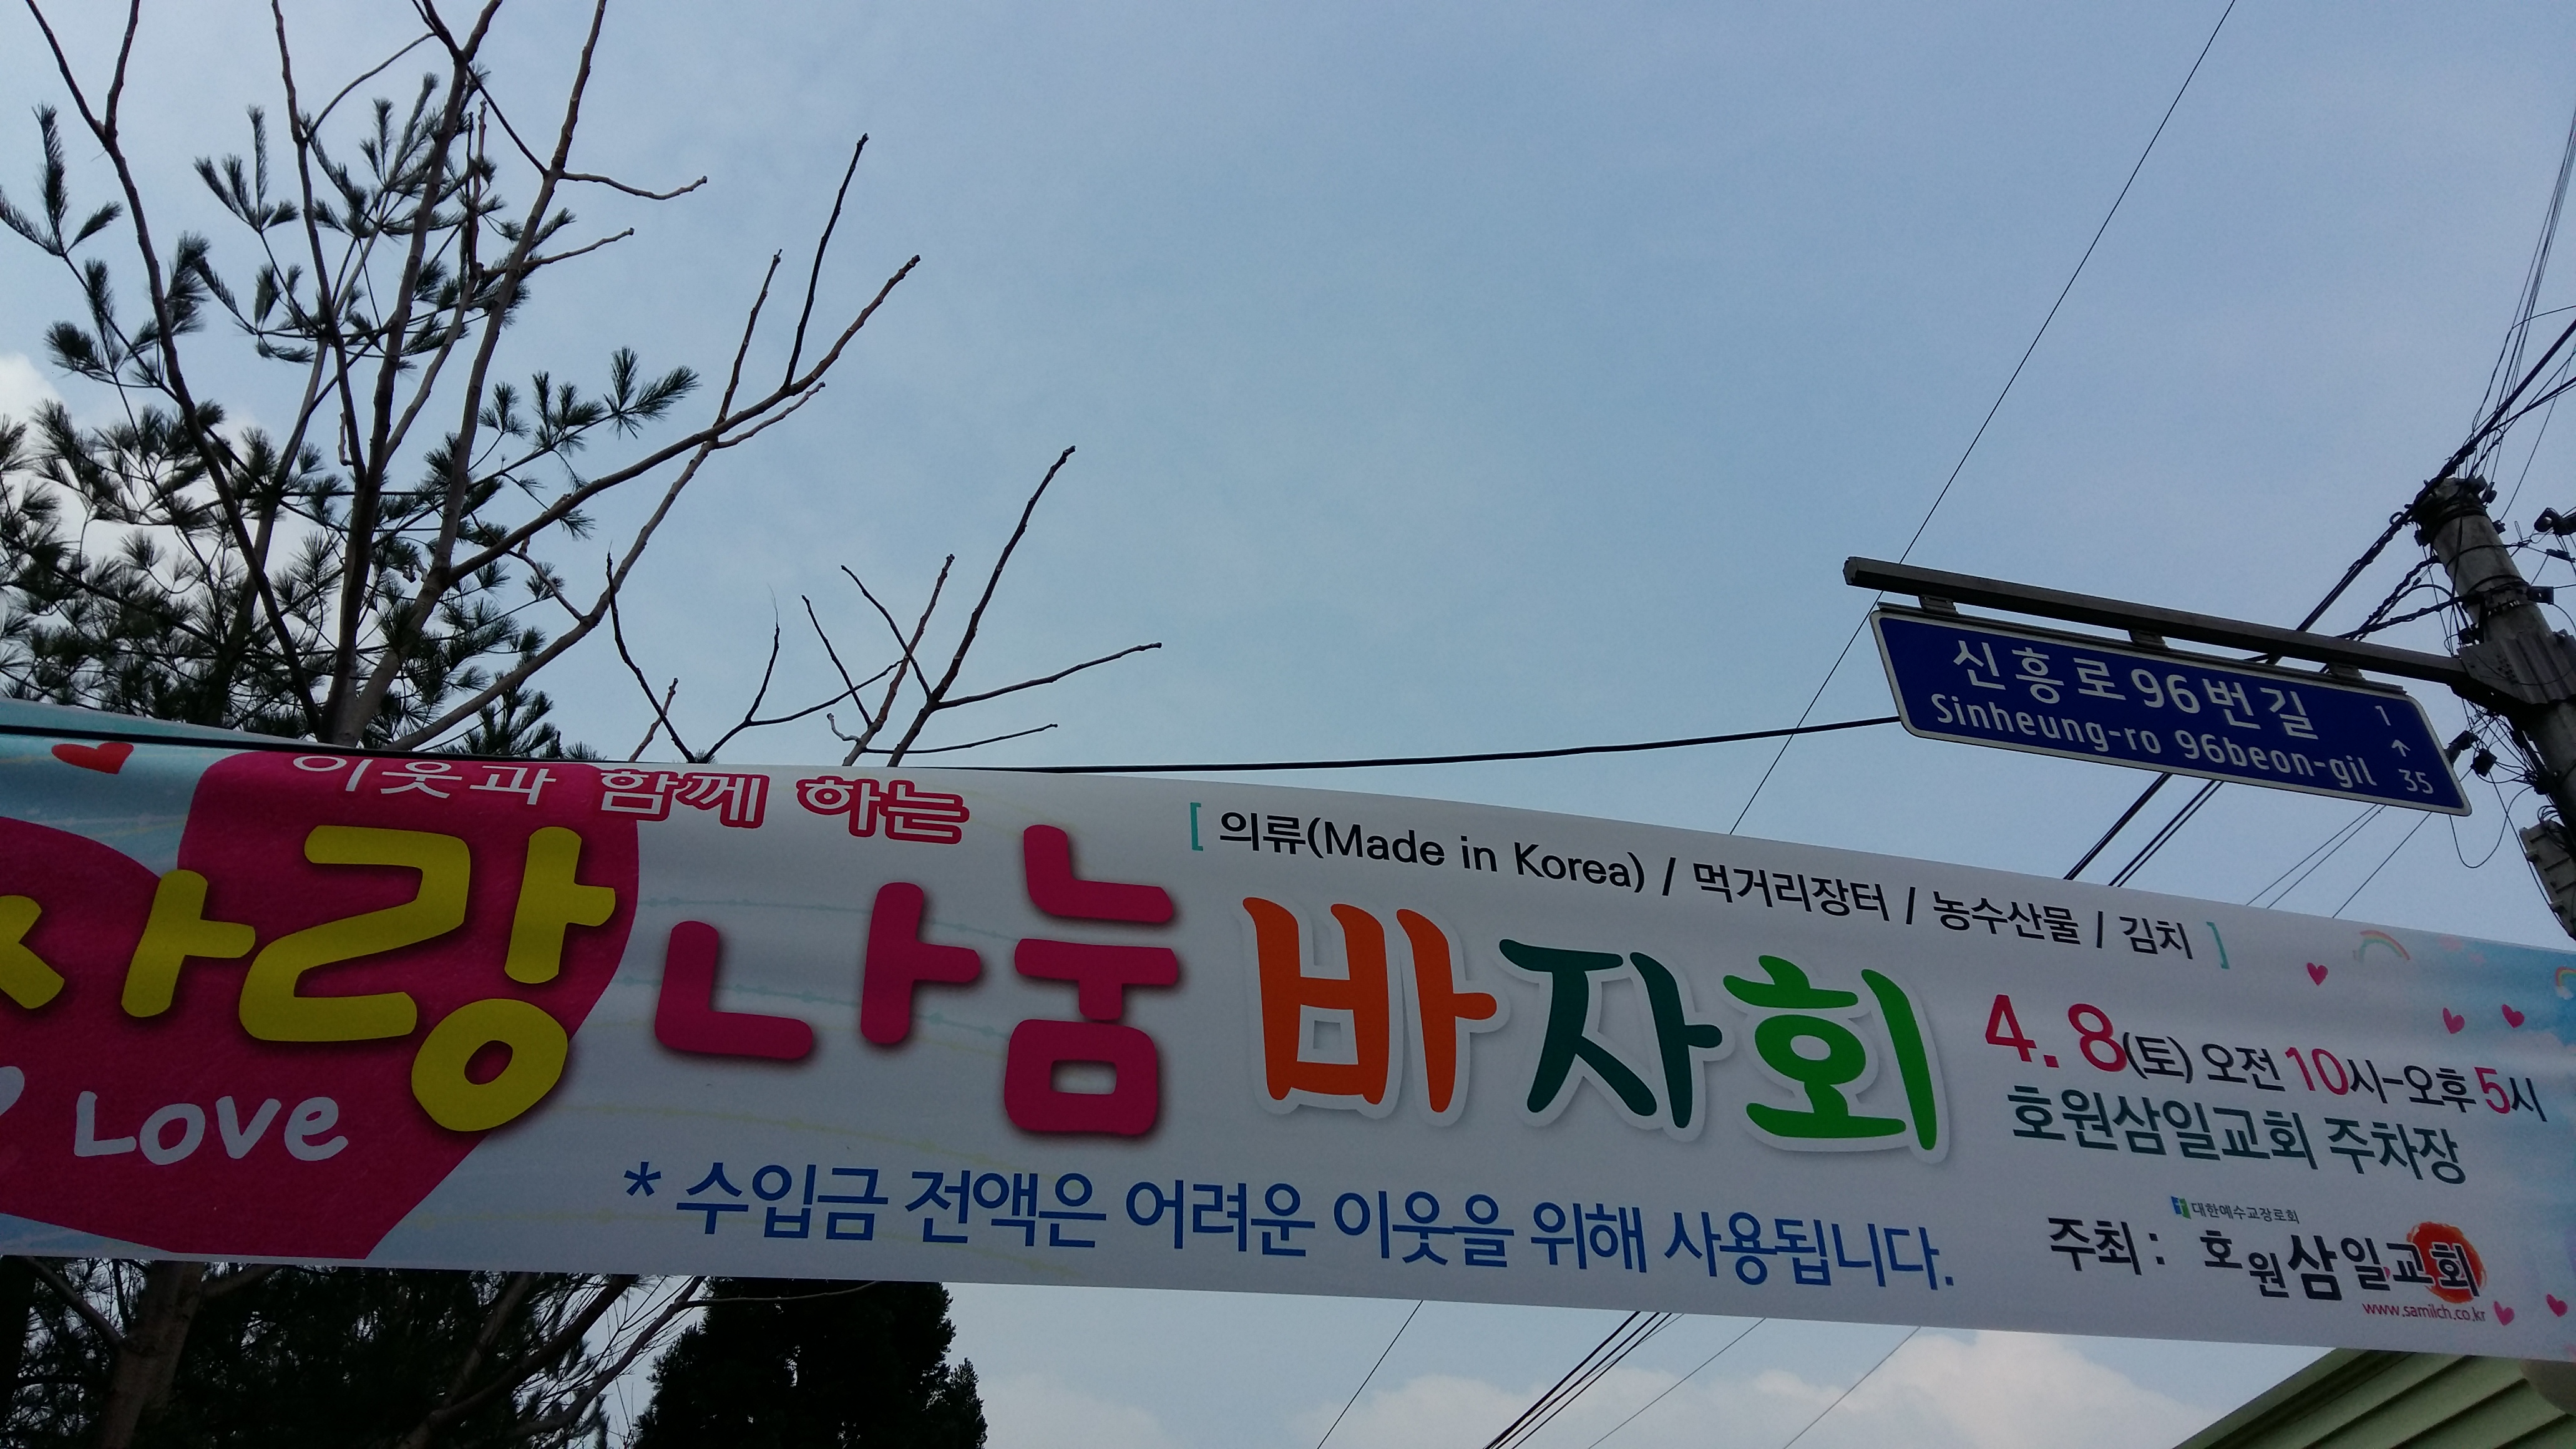 신흥로96번길
Sinheung-ro 96beon-gil
1
↑
35
이웃과 함께 하는
사랑나눔바자회
Love
[ 의류(Made in Korea) / 먹거리장터 / 농수산물 / 김치 ]
4. 8(토) 오전 10시-오후 5시
호원삼일교회 주차장
* 수입금 전액은 어려운 이웃을 위해 사용됩니다.
대한예수교장로회
주최 : 호원삼일교회
www.samilch.co.kr